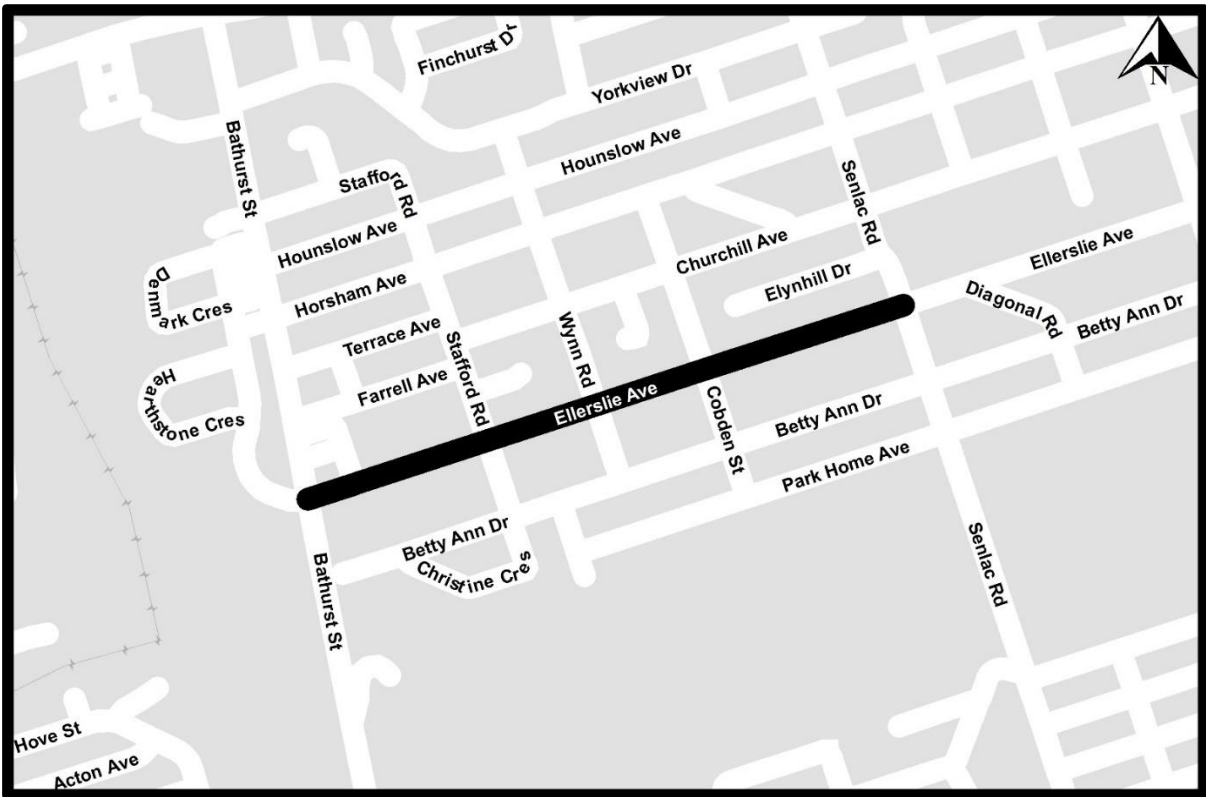 Finchurst Dr
N
Yorkview Dr
Bathurst St
Hounslow Ave
Stafford Rd
Senlac Rd
Hounslow Ave
Churchill Ave
Ellerslie Ave
Denmark Cres
Horsham Ave
Elynhill Dr
Diagonal Rd
Betty Ann Dr
Terrace Ave
Wynn Rd
Stafford Rd
Farrell Ave
Hearthstone Cres
Ellerslie Ave
Cobden St
Betty Ann Dr
Park Home Ave
Betty Ann Dr
Christine Cres
Bathurst St
Senlac Rd
Hove St
Acton Ave